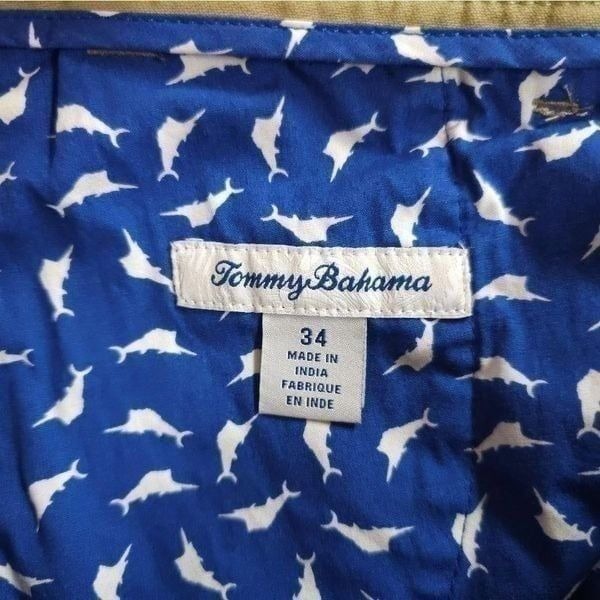 Tommy Bahama
34
MADE IN
INDIA
FABRIQUE
EN INDE